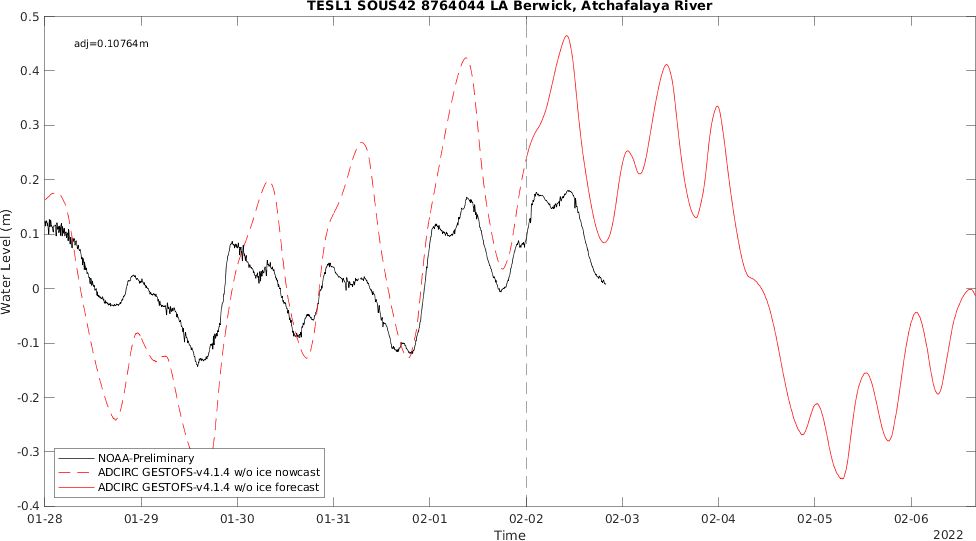 TESL1 SOUS42 8764044 LA Berwick, Atchafalaya River
adj=0.10764m
0.5
0.4
0.3
0.2
0.1
0
-0.1
-0.2
-0.3
-0.4
Water Level (m)
NOAA-Preliminary
ADCIRC GESTOFS-v4.1.4 w/o ice nowcast
ADCIRC GESTOFS-v4.1.4 w/o ice forecast
01-28 01-29 01-30 01-31 02-01 02-02 02-03 02-04 02-05 02-06
Time
2022